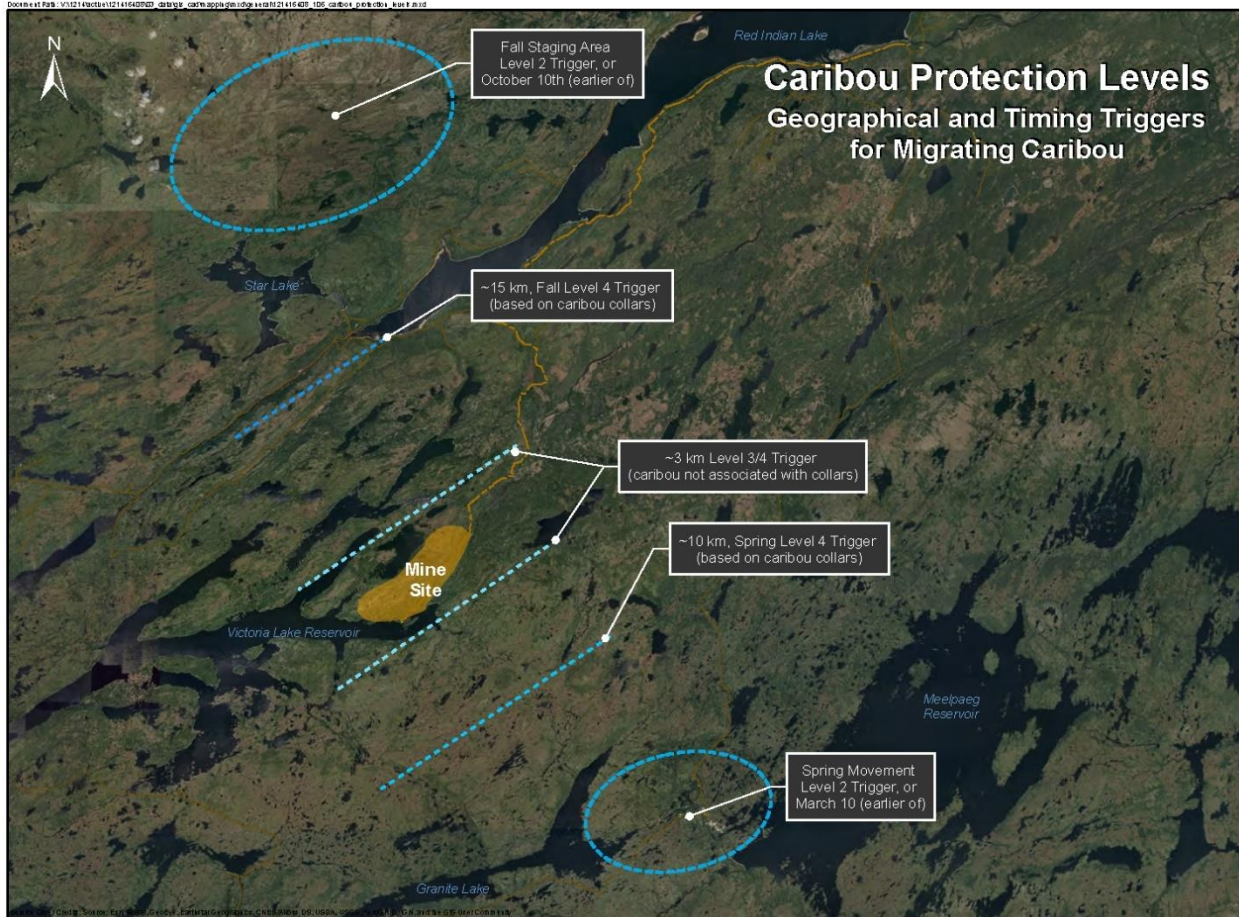 N
Fall Staging Area
Level 2 Trigger, or
October 10th (earlier of)
Red Indian Lake
Caribou Protection Levels
Geographical and Timing Triggers
for Migrating Caribou
Star Lake
~15 km, Fall Level 4 Trigger
(based on caribou collars)
~3 km Level 3/4 Trigger
(caribou not associated with collars)
~10 km, Spring Level 4 Trigger
(based on caribou collars)
Mine
Site
Victoria Lake Reservoir
Meelpaeg
Reservoir
Spring Movement
Level 2 Trigger, or
March 10 (earlier of)
Granite Lake